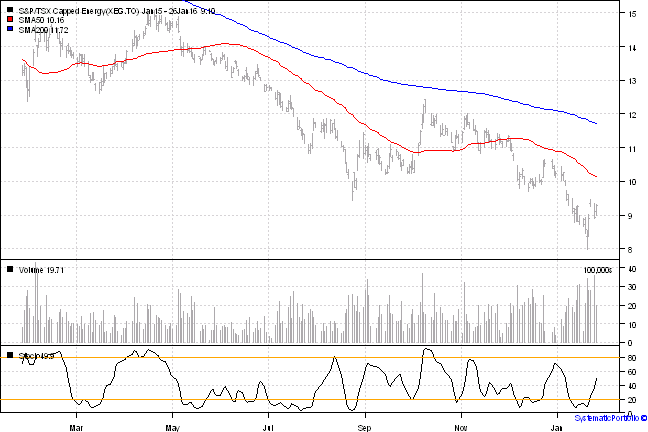 S&P/TSX Capped Energy(XEG.TO) Jan15 - 26Jan16 9.19
SMA50 10.16
SMA200 11.72
15
14
13
12
11
10
9
8
Volume 19.71
100,000s
40
30
20
10
0
80
60
40
20
0
Mar
May
Jul
Sep
Nov
Jan
SystematicPortfolio ©